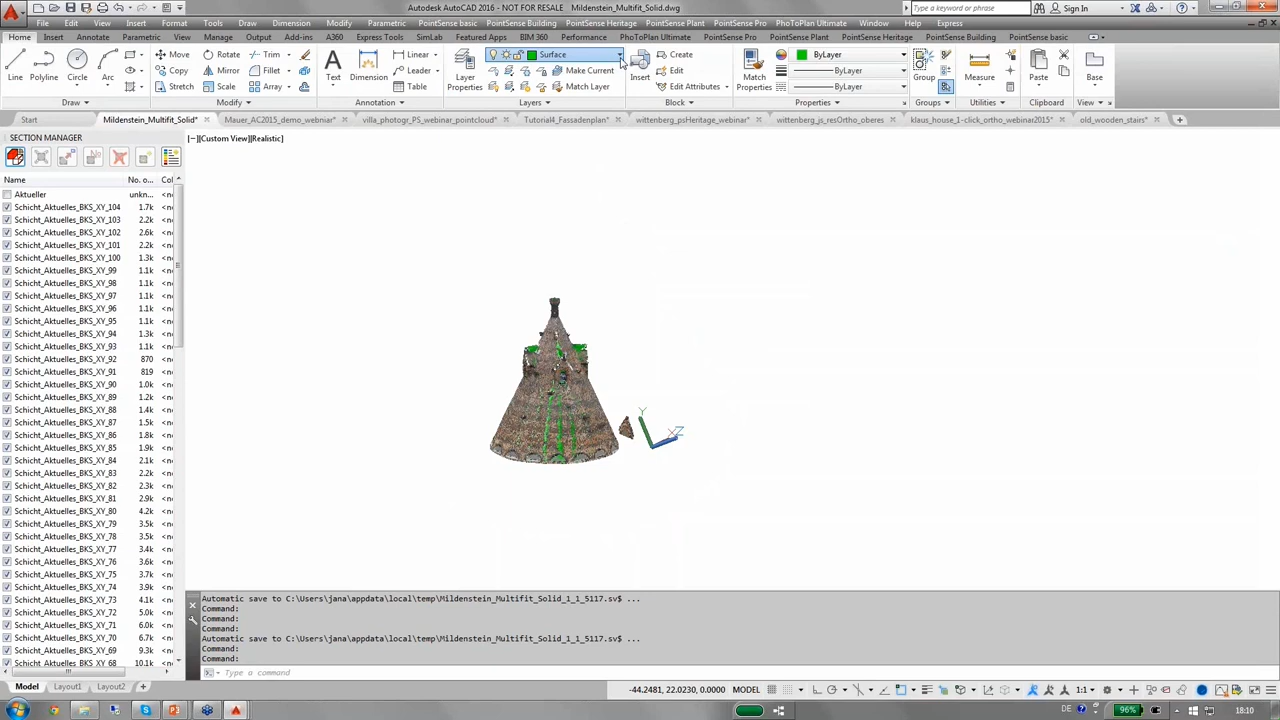 Autodesk AutoCAD 2016 - NOT FOR RESALE Mildenstein_Multifit_Solid.dwg
Type a keyword or phrase
Sign In
File Edit View Insert Format Tools Draw Dimension Modify Parametric PointSense basic PointSense Building PointSense Heritage PointSense Plant PointSense Pro PhoToPlan Ultimate Window Help Express
Home Insert Annotate Parametric View Manage Output Add-ins A360 Express Tools SimLab Featured Apps BIM 360 Performance PhoToPlan Ultimate PointSense Pro PointSense Plant PointSense Heritage PointSense Building PointSense basic
Move Rotate Trim Linear Surface Create ByLayer
Copy Mirror Fillet Leader Make Current Edit ByLayer
Stretch Scale Array Table Match Layer Edit Attributes ByLayer
Line Polyline Circle Arc Text Dimension Layer Properties Insert Match Properties Group Measure Paste Base
Draw Modify Annotation Layers Block Properties Groups Utilities Clipboard View
Start Mildenstein_Multifit_Solid* Mauer_AC2015_demo_webinar* villa_photogr_PS_webinar_pointcloud* Tutorial4_Fassadenplan* wittenberg_psHeritage_webinar* wittenberg_js_resOrtho_oberes klaus_house_1-click_ortho_webinar2015* old_wooden_stairs*
SECTION MANAGER
[−][Custom View][Realistic]
Name No. o... Col
Aktueller unkn... <n
Schicht_Aktuelles_BKS_XY_104 1.7k <n
Schicht_Aktuelles_BKS_XY_103 2.2k <n
Schicht_Aktuelles_BKS_XY_102 2.6k <n
Schicht_Aktuelles_BKS_XY_101 2.2k <n
Schicht_Aktuelles_BKS_XY_100 1.3k <n
Schicht_Aktuelles_BKS_XY_99 1.1k <n
Schicht_Aktuelles_BKS_XY_98 1.1k <n
Schicht_Aktuelles_BKS_XY_97 1.1k <n
Schicht_Aktuelles_BKS_XY_96 1.1k <n
Schicht_Aktuelles_BKS_XY_95 1.1k <n
Schicht_Aktuelles_BKS_XY_94 1.3k <n
Schicht_Aktuelles_BKS_XY_93 1.1k <n
Schicht_Aktuelles_BKS_XY_92 870 <n
Schicht_Aktuelles_BKS_XY_91 819 <n
Schicht_Aktuelles_BKS_XY_90 1.0k <n
Schicht_Aktuelles_BKS_XY_89 1.2k <n
Schicht_Aktuelles_BKS_XY_88 1.4k <n
Schicht_Aktuelles_BKS_XY_87 1.5k <n
Schicht_Aktuelles_BKS_XY_86 1.8k <n
Schicht_Aktuelles_BKS_XY_85 1.9k <n
Schicht_Aktuelles_BKS_XY_84 2.1k <n
Schicht_Aktuelles_BKS_XY_83 2.2k <n
Schicht_Aktuelles_BKS_XY_82 2.3k <n
Schicht_Aktuelles_BKS_XY_81 2.9k <n
Schicht_Aktuelles_BKS_XY_80 4.2k <n
Schicht_Aktuelles_BKS_XY_79 3.5k <n
Schicht_Aktuelles_BKS_XY_78 3.5k <n
Schicht_Aktuelles_BKS_XY_77 3.4k <n
Schicht_Aktuelles_BKS_XY_76 3.6k <n
Schicht_Aktuelles_BKS_XY_75 3.7k <n
Schicht_Aktuelles_BKS_XY_74 3.9k <n
Schicht_Aktuelles_BKS_XY_73 4.1k <n
Schicht_Aktuelles_BKS_XY_72 5.0k <n
Schicht_Aktuelles_BKS_XY_71 6.0k <n
Schicht_Aktuelles_BKS_XY_70 6.7k <n
Schicht_Aktuelles_BKS_XY_69 9.3k <n
Schicht_Aktuelles_BKS_XY_68 10.1k <n
Y
Z
Automatic save to C:\Users\jana\appdata\local\temp\Mildenstein_Multifit_Solid_1_1_5117.sv$ ...
Command:
Command:
Command:
Automatic save to C:\Users\jana\appdata\local\temp\Mildenstein_Multifit_Solid_1_1_5117.sv$ ...
Command:
Command:
Type a command
Model Layout1 Layout2 +
-44.2481, 22.0230, 0.0000 MODEL 1:1
DE 96% 18:10